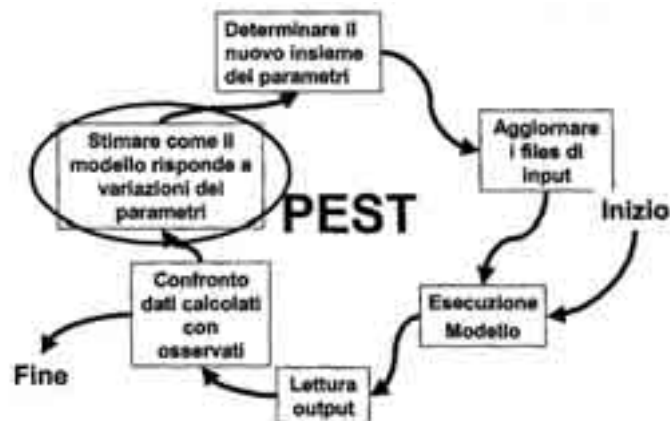 Determinare il
nuovo insieme
dei parametri
Stimare come il
modello risponde a
variazioni dei
parametri
Aggiornare
i files di
input
PEST
Inizio
Confronto
dati calcolati
con
osservati
Esecuzione
Modello
Fine
Lettura
output